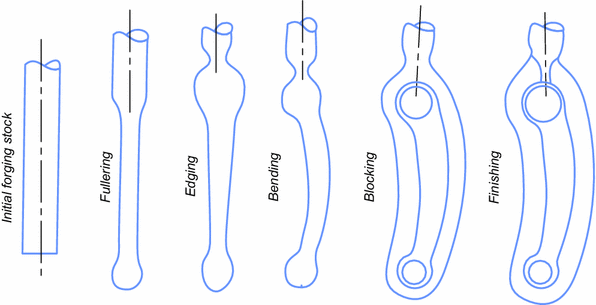 Initial forging stock
Fullering
Edging
Bending
Blocking
Finishing